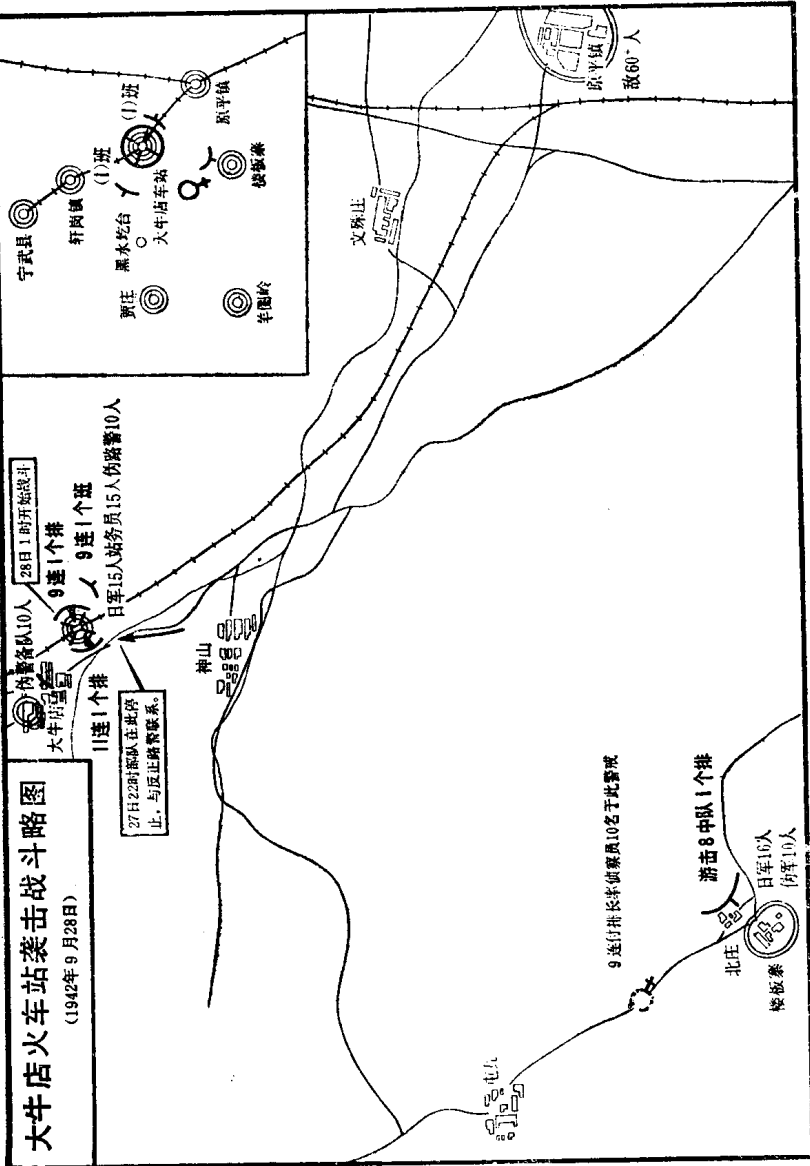 大牛店火车站袭击战斗略图
(1942年9月28日)
伪警备队10人
大牛店
11连1个排
28日1时开始战斗
9连1个排
9连1个班
日军15人站务员15人伪路警10人
27日22时部队在此停
止，与反正路警联系。
神山
文殊庄
原平镇
敌60⁺人
9连付排长率侦察员10名于此警戒
游击8中队1个排
北庄
日军16人
伪军10人
楼板寨
屯瓦
宁武县
轩岗镇
(1)班
(1)班
原平镇
黑水圪台
大牛店车站
楼板寨
贾庄
羊圈岭